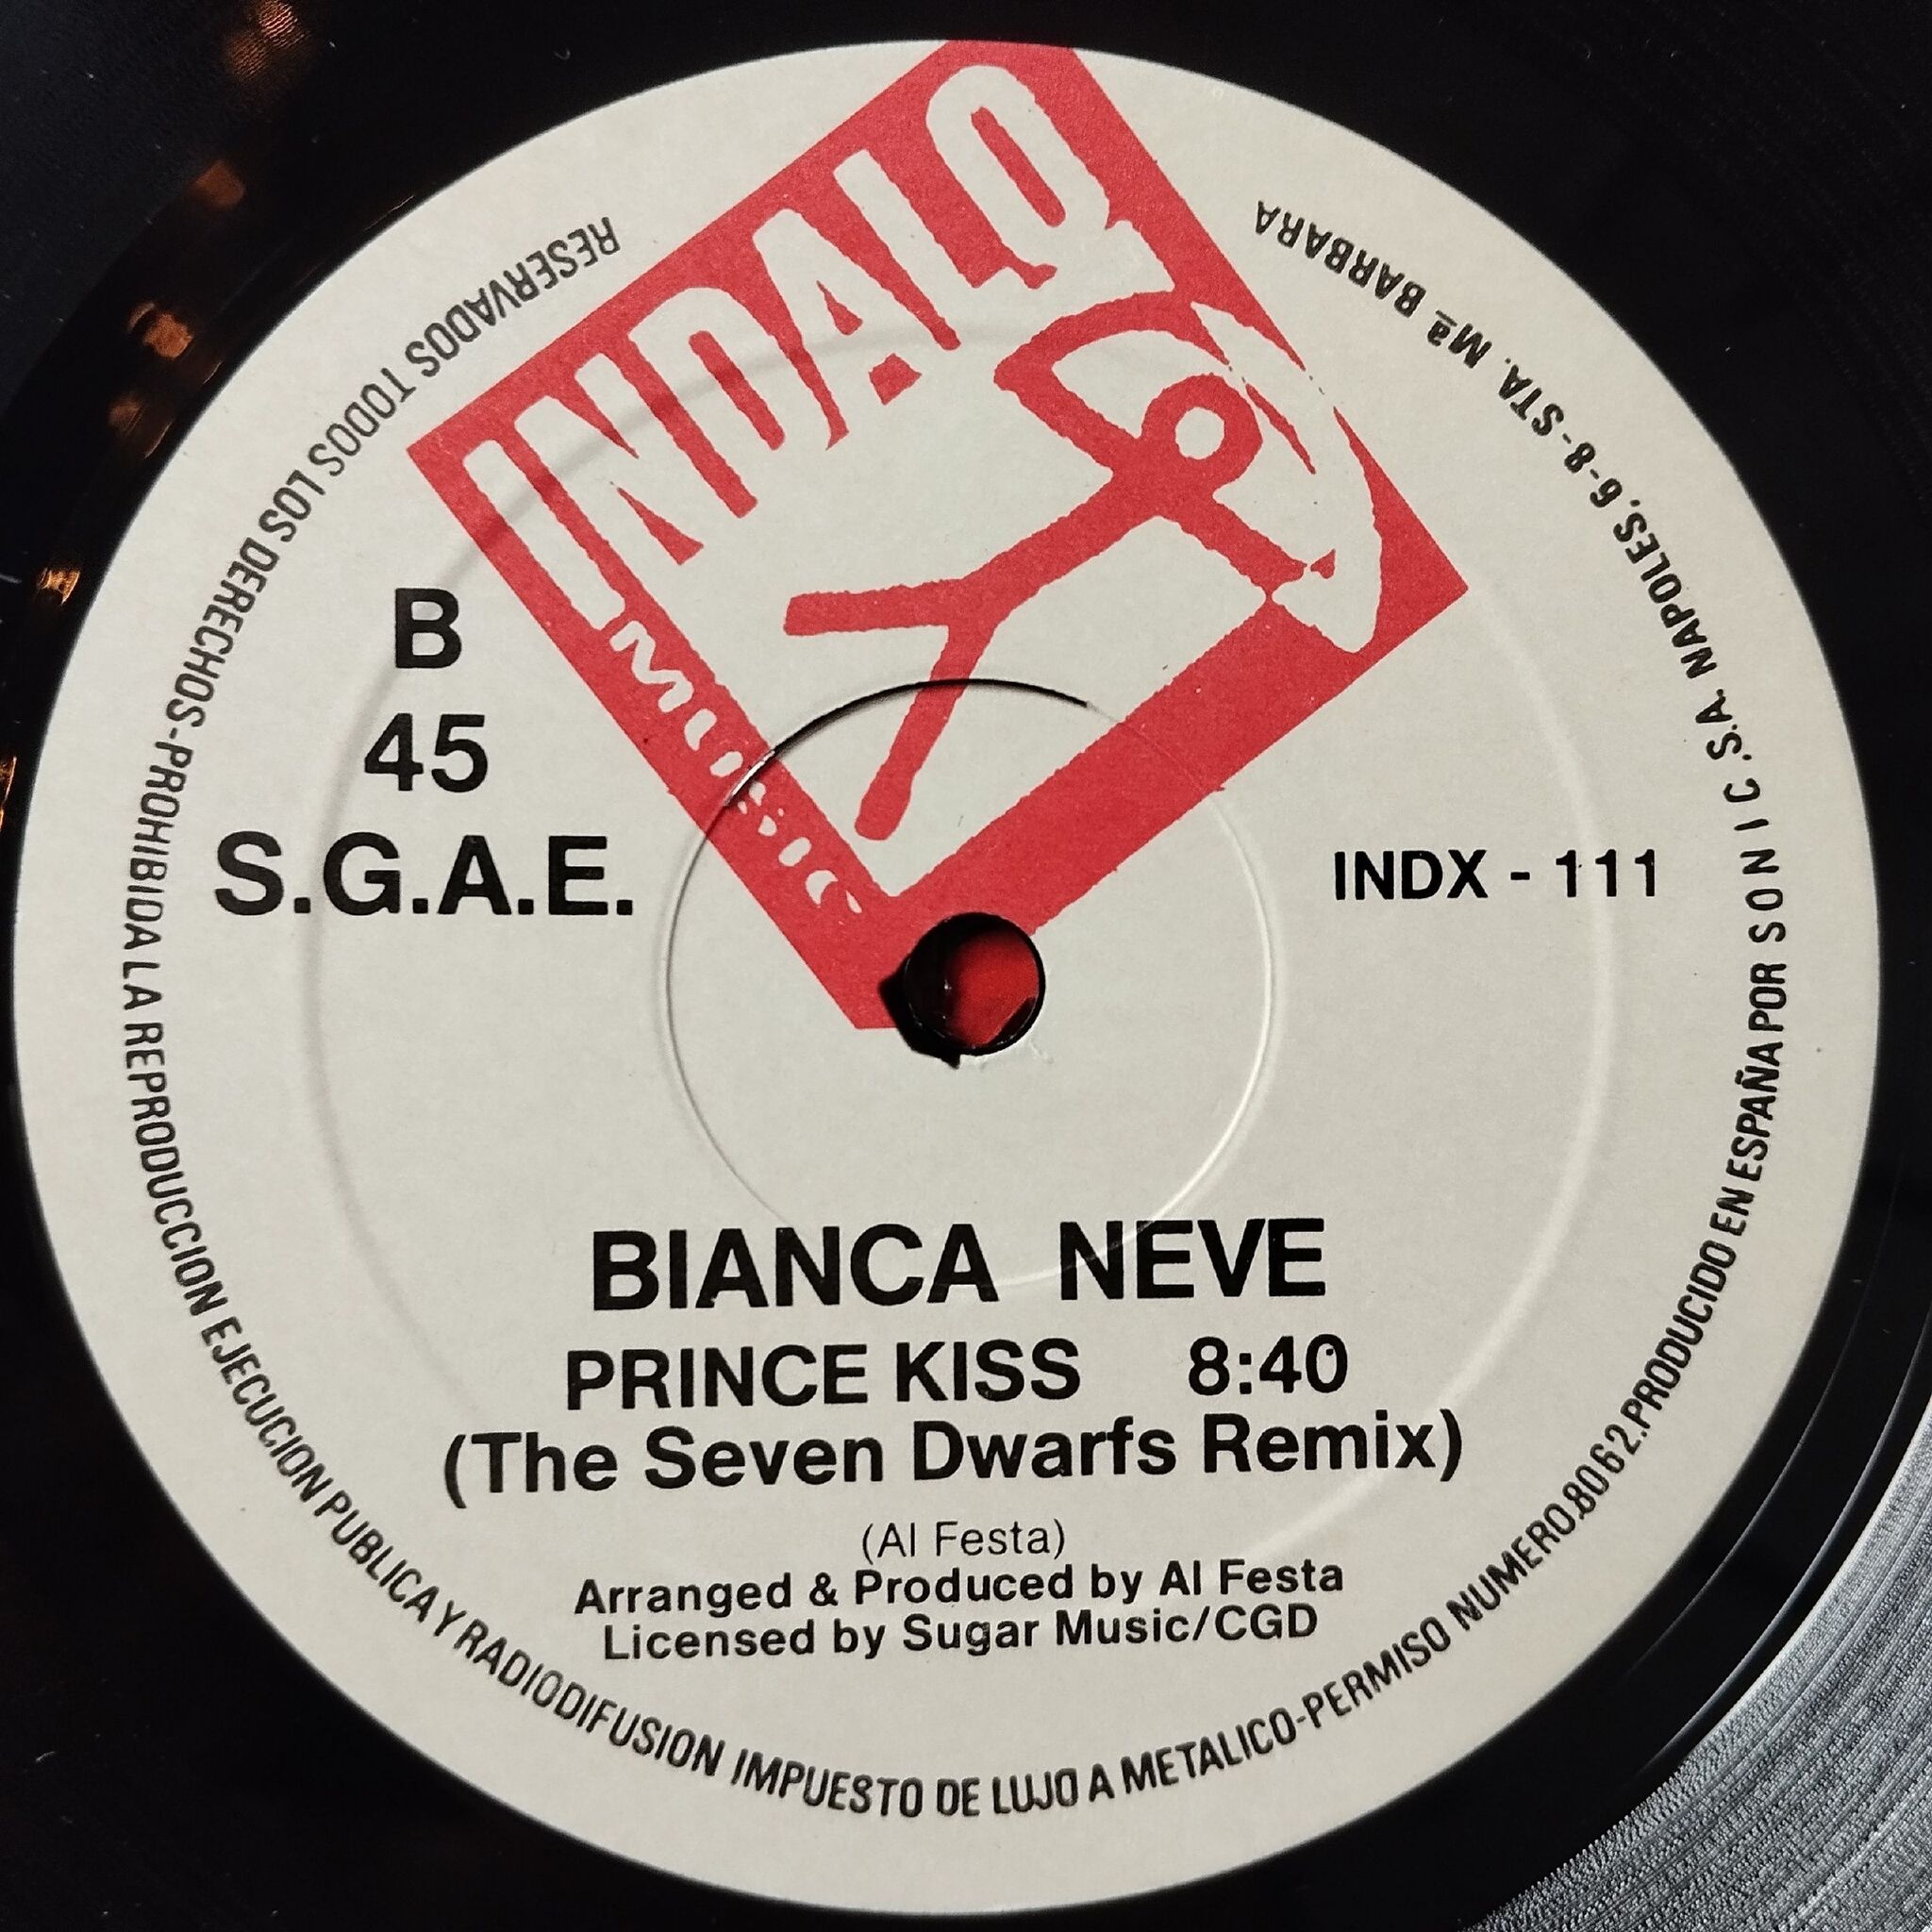 INDALO
MUSIC
B
45
S.G.A.E.
INDX - 111
BIANCA NEVE
PRINCE KISS 8:40
(The Seven Dwarfs Remix)
(Al Festa)
Arranged & Produced by Al Festa
Licensed by Sugar Music/CGD
RESERVADOS TODOS LOS DERECHOS-PROHIBIDA LA REPRODUCCION EJECUCION PUBLICA Y RADIODIFUSION IMPUESTO DE LUJO A METALICO-PERMISO NUMERO.8062.PRODUCIDO EN ESPAÑA POR SONIC S.A. NAPOLES, 6-8-STA. Mª BARBARA